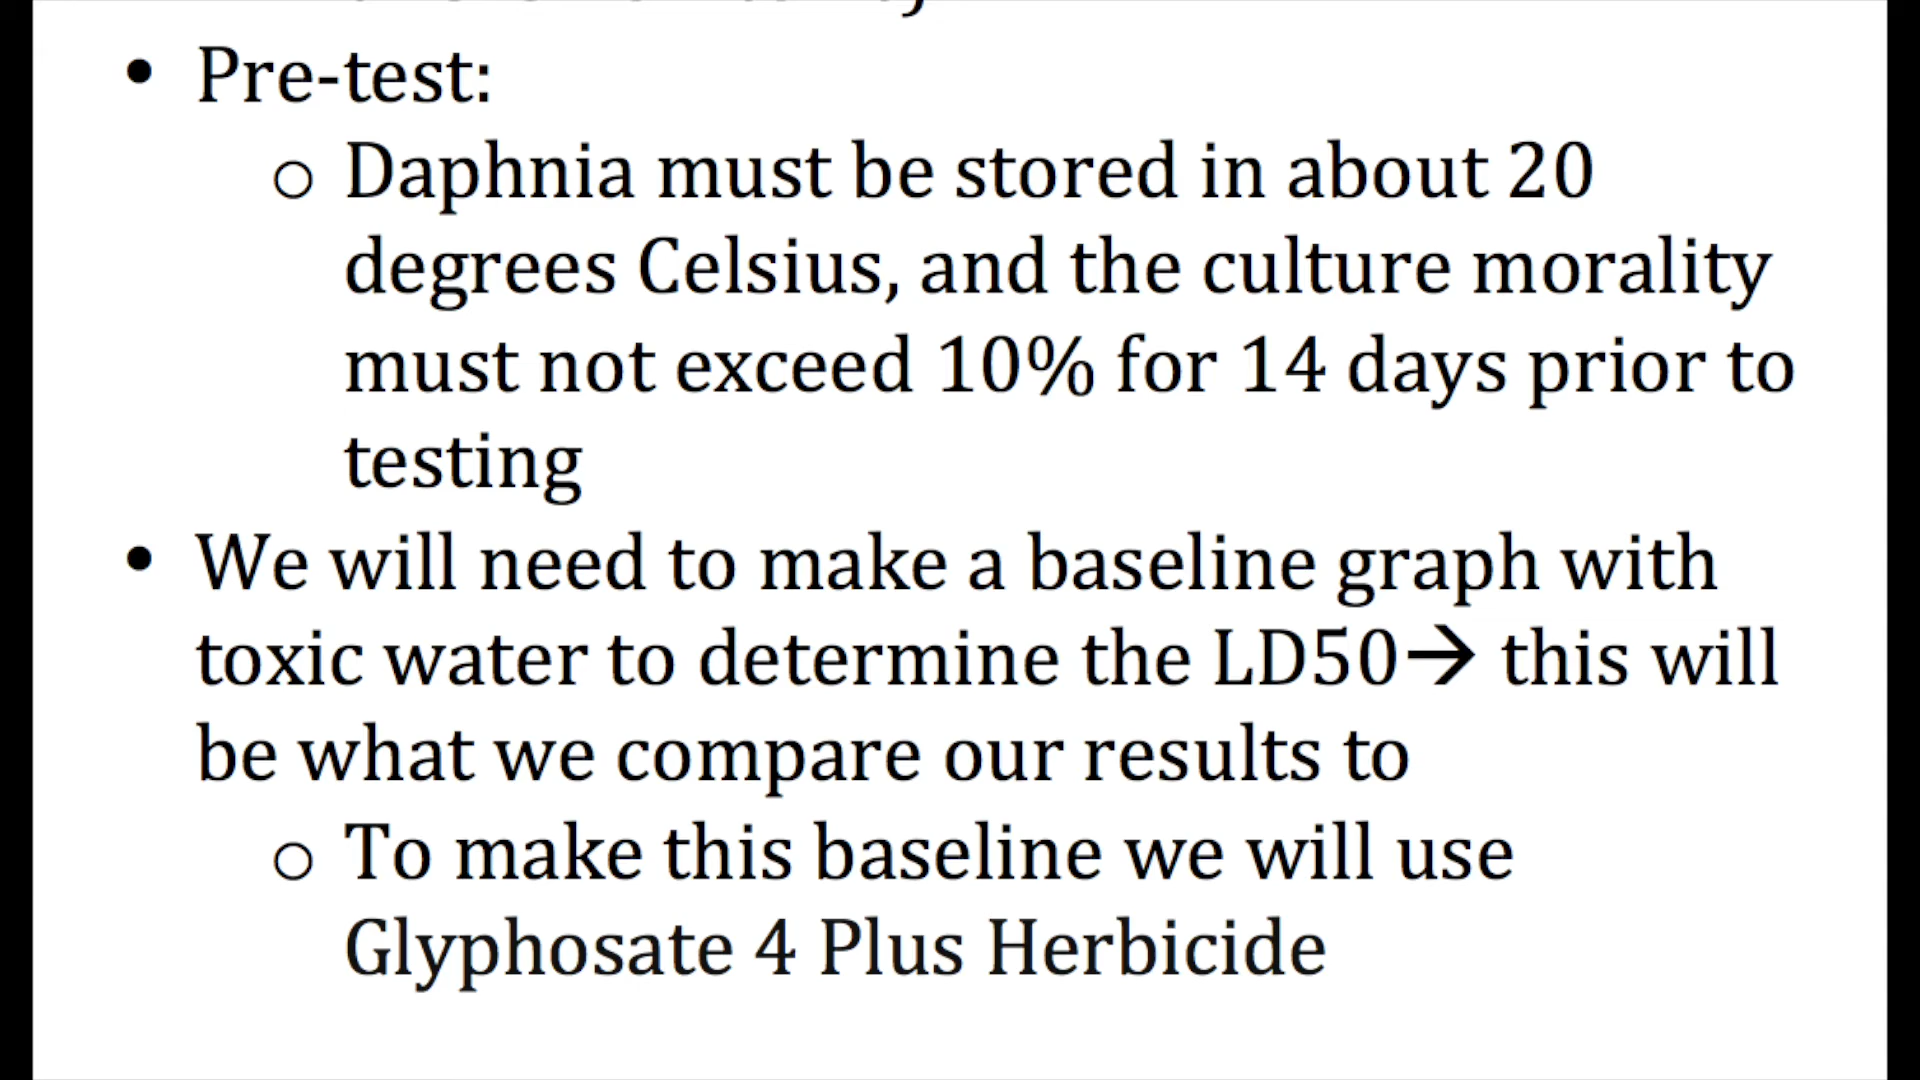 • Pre-test:
o Daphnia must be stored in about 20
degrees Celsius, and the culture morality
must not exceed 10% for 14 days prior to
testing
• We will need to make a baseline graph with
toxic water to determine the LD50→ this will
be what we compare our results to
o To make this baseline we will use
Glyphosate 4 Plus Herbicide